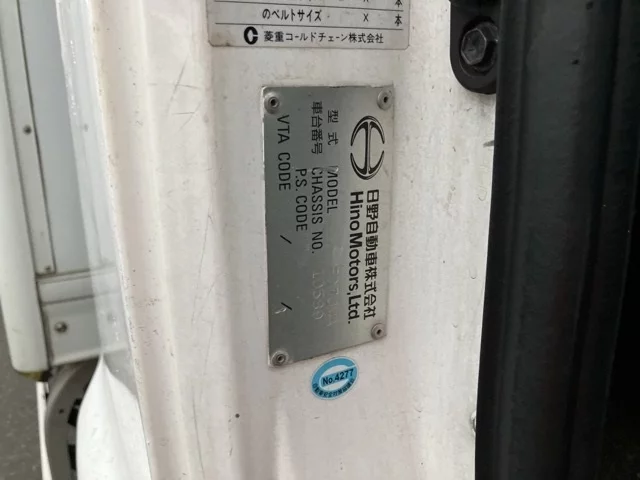 のベルトサイズ × 本
菱重コールドチェーン株式会社
日野自動車株式会社
Hino Motors, Ltd.
型式 MODEL
車台番号 CHASSIS NO.
P.S. CODE
VTA CODE / /
No.4277